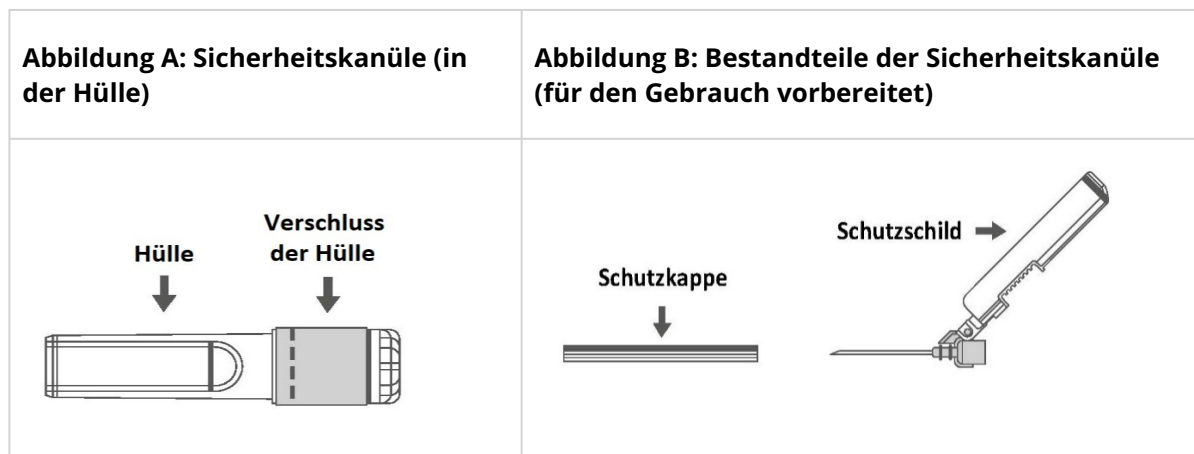 Abbildung A: Sicherheitskanüle (in
der Hülle)
Abbildung B: Bestandteile der Sicherheitskanüle
(für den Gebrauch vorbereitet)
Hülle
Verschluss
der Hülle
Schutzkappe
Schutzschild